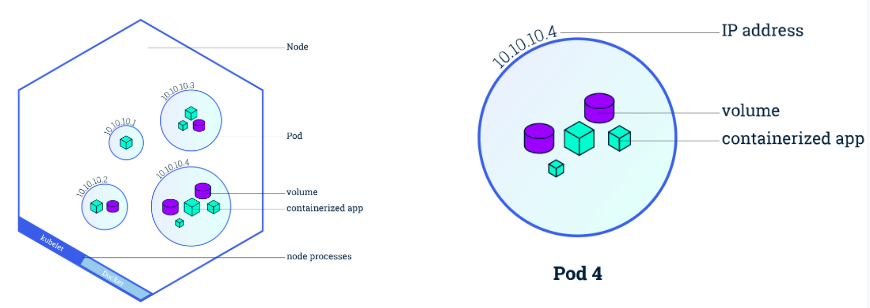 Node
10.10.10.3
10.10.10.1
Pod
10.10.10.4
10.10.10.2
volume
containerized app
kubelet
node processes
Docker
IP address
10.10.10.4
volume
containerized app
Pod 4